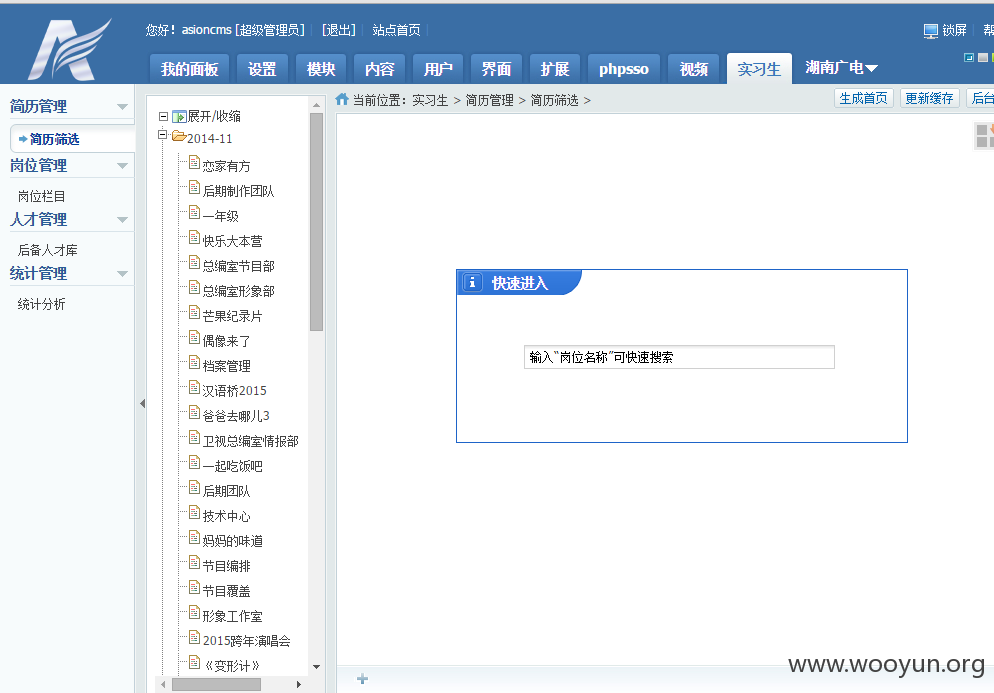 您好！asioncms [超级管理员] [退出] 站点首页 锁屏
我的面板 设置 模块 内容 用户 界面 扩展 phpsso 视频 实习生 湖南广电
当前位置：实习生 > 简历管理 > 简历筛选 > 生成首页 更新缓存 后台
简历管理
简历筛选
岗位管理
岗位栏目
人才管理
后备人才库
统计管理
统计分析
展开/收缩
2014-11
恋家有方
后期制作团队
一年级
快乐大本营
总编室节目部
总编室形象部
芒果纪录片
偶像来了
档案管理
汉语桥2015
爸爸去哪儿3
卫视总编室情报部
一起吃饭吧
后期团队
技术中心
妈妈的味道
节目编排
节目覆盖
形象工作室
2015跨年演唱会
《变形计》
快速进入
输入“岗位名称”可快速搜索
www.wooyun.org